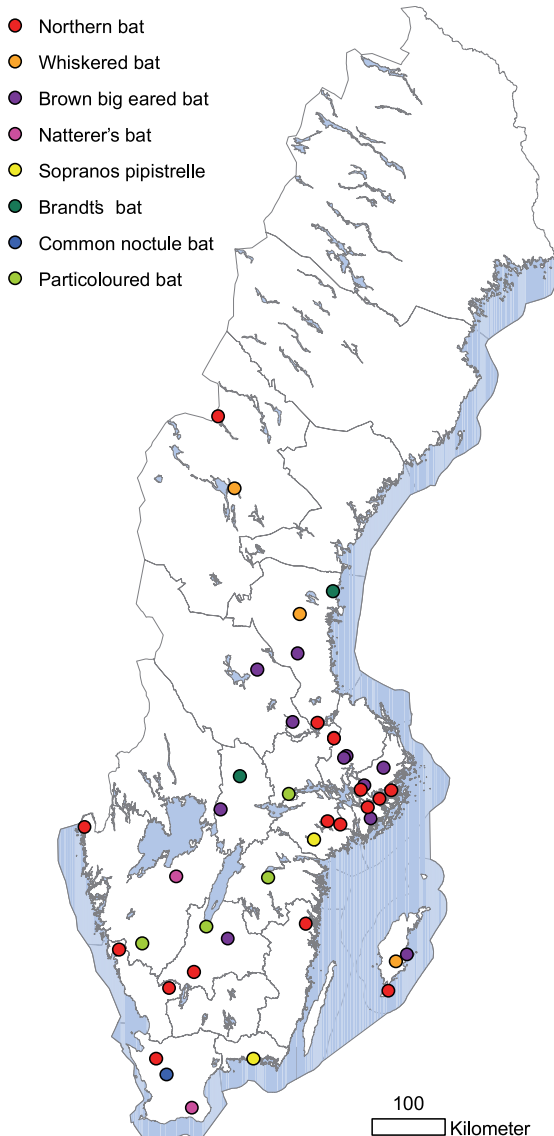 Northern bat
Whiskered bat
Brown big eared bat
Natterer's bat
Sopranos pipistrelle
Brandt's bat
Common noctule bat
Particoloured bat
100
Kilometer